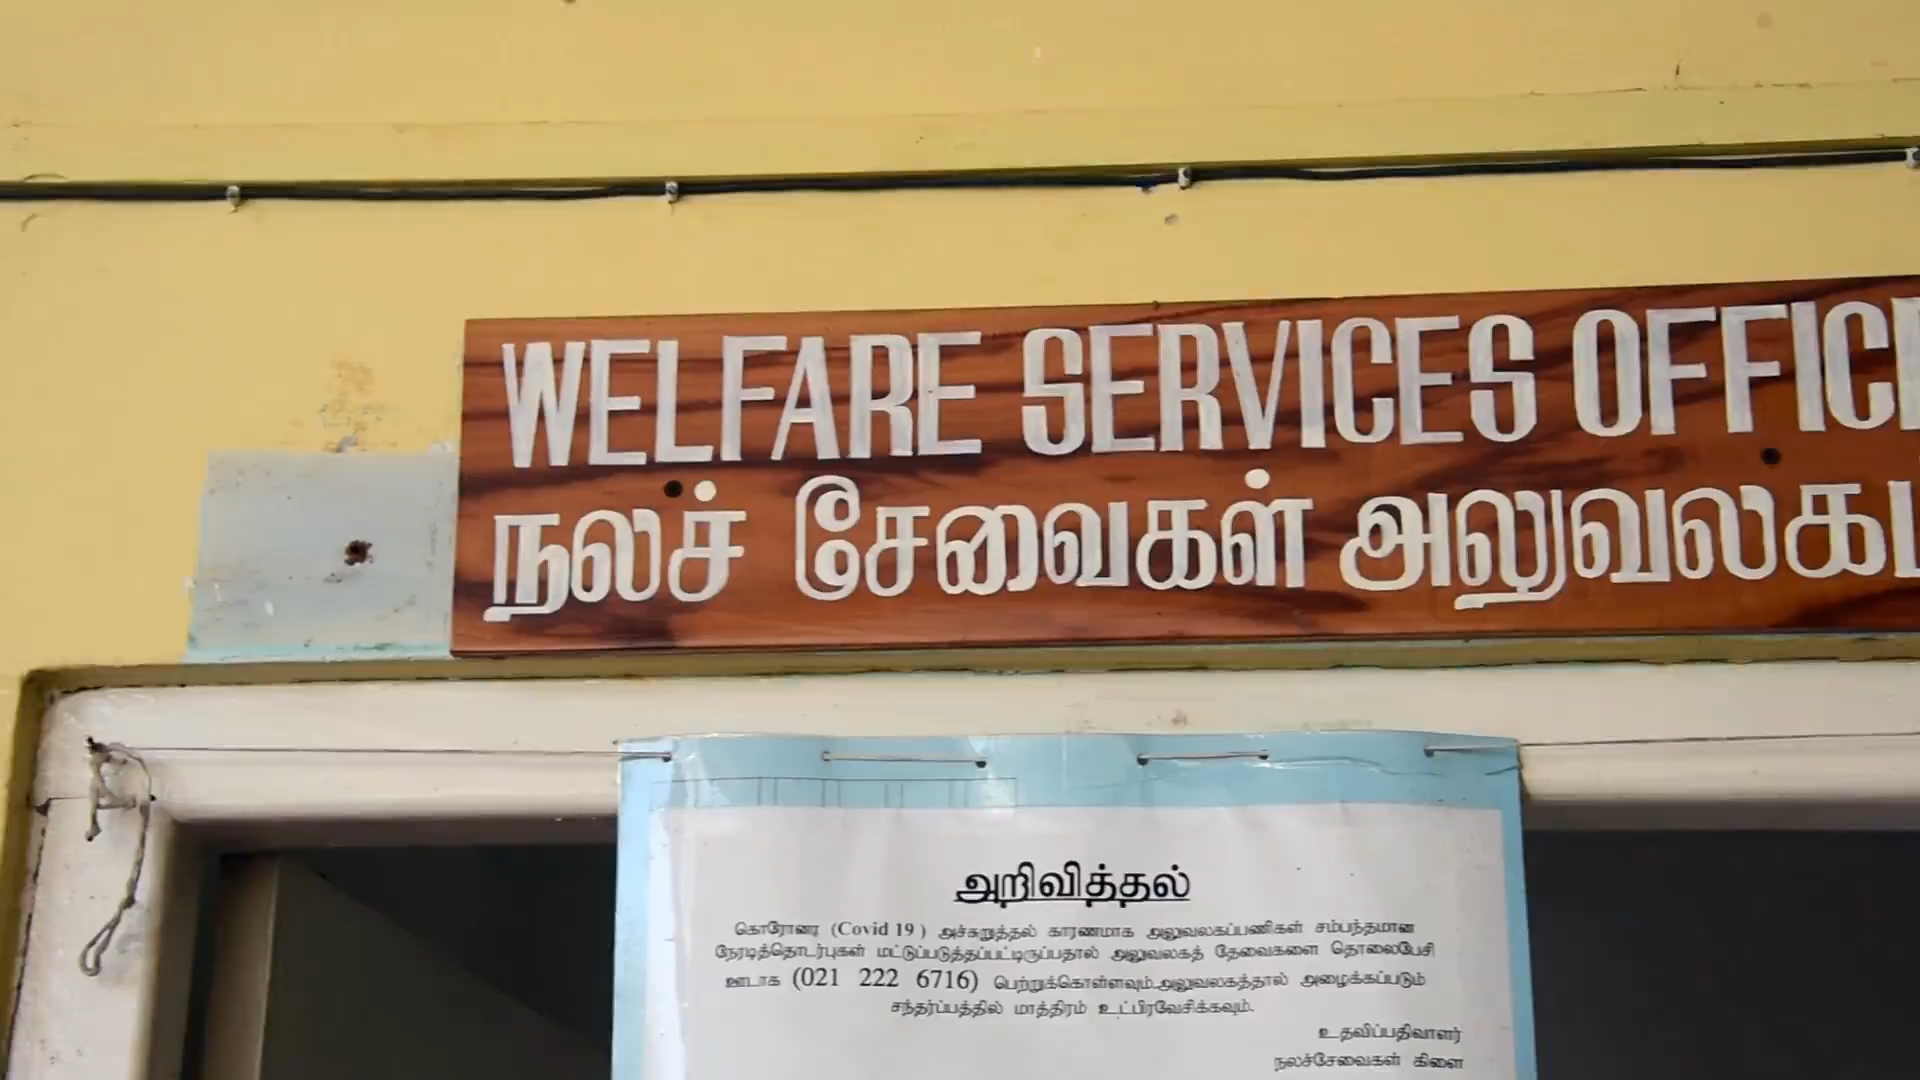 WELFARE SERVICES OFFIC
நலச் சேவைகள் அலுவலக
அறிவித்தல்
கொரோனா (Covid 19 ) அச்சுறுத்தல் காரணமாக அலுவலகப்பணிகள் சம்பந்தமான
நேரடித்தொடர்புகள் மட்டுப்படுத்தப்பட்டிருப்பதால் அலுவலகத் தேவைகளை தொலைபேசி
ஊடாக (021 222 6716) பெற்றுக்கொள்ளவும்.அலுவலகத்தால் அழைக்கப்படும்
சந்தர்ப்பத்தில் மாத்திரம் உட்பிரவேசிக்கவும்.
உதவிப்பதிவாளர்
நலச்சேவைகள் கிளை